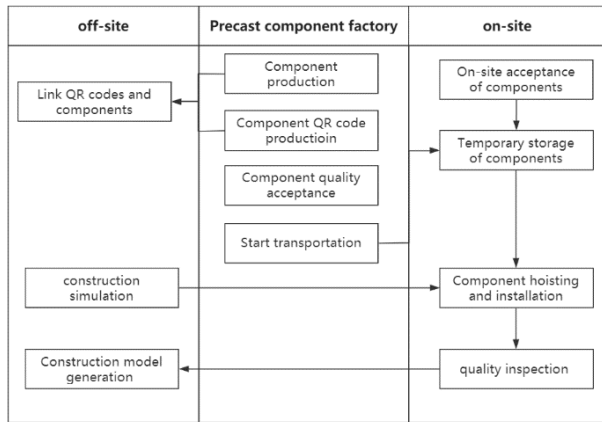 off-site
Precast component factory
on-site
Link QR codes and
components
construction
simulation
Construction model
generation
Component
production
Component QR code
productioin
Component quality
acceptance
Start transportation
On-site acceptance
of components
Temporary storage
of components
Component hoisting
and installation
quality inspection